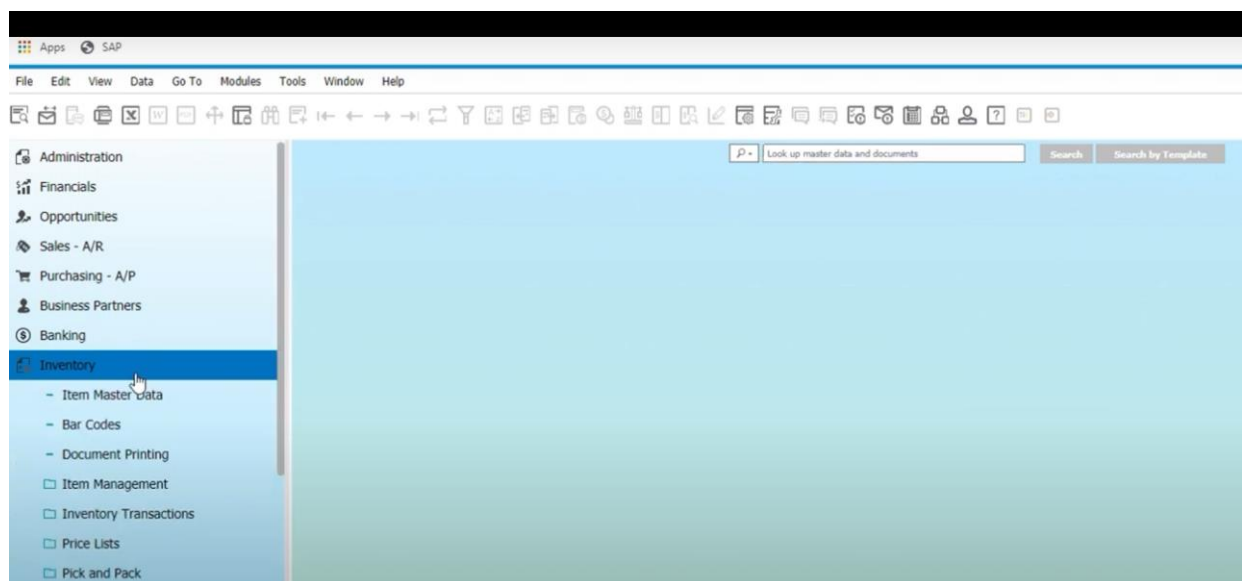 Apps SAP
File Edit View Data Go To Modules Tools Window Help
Look up master data and documents Search Search by Template
Administration
Financials
Opportunities
Sales - A/R
Purchasing - A/P
Business Partners
Banking
Inventory
Item Master Data
Bar Codes
Document Printing
Item Management
Inventory Transactions
Price Lists
Pick and Pack